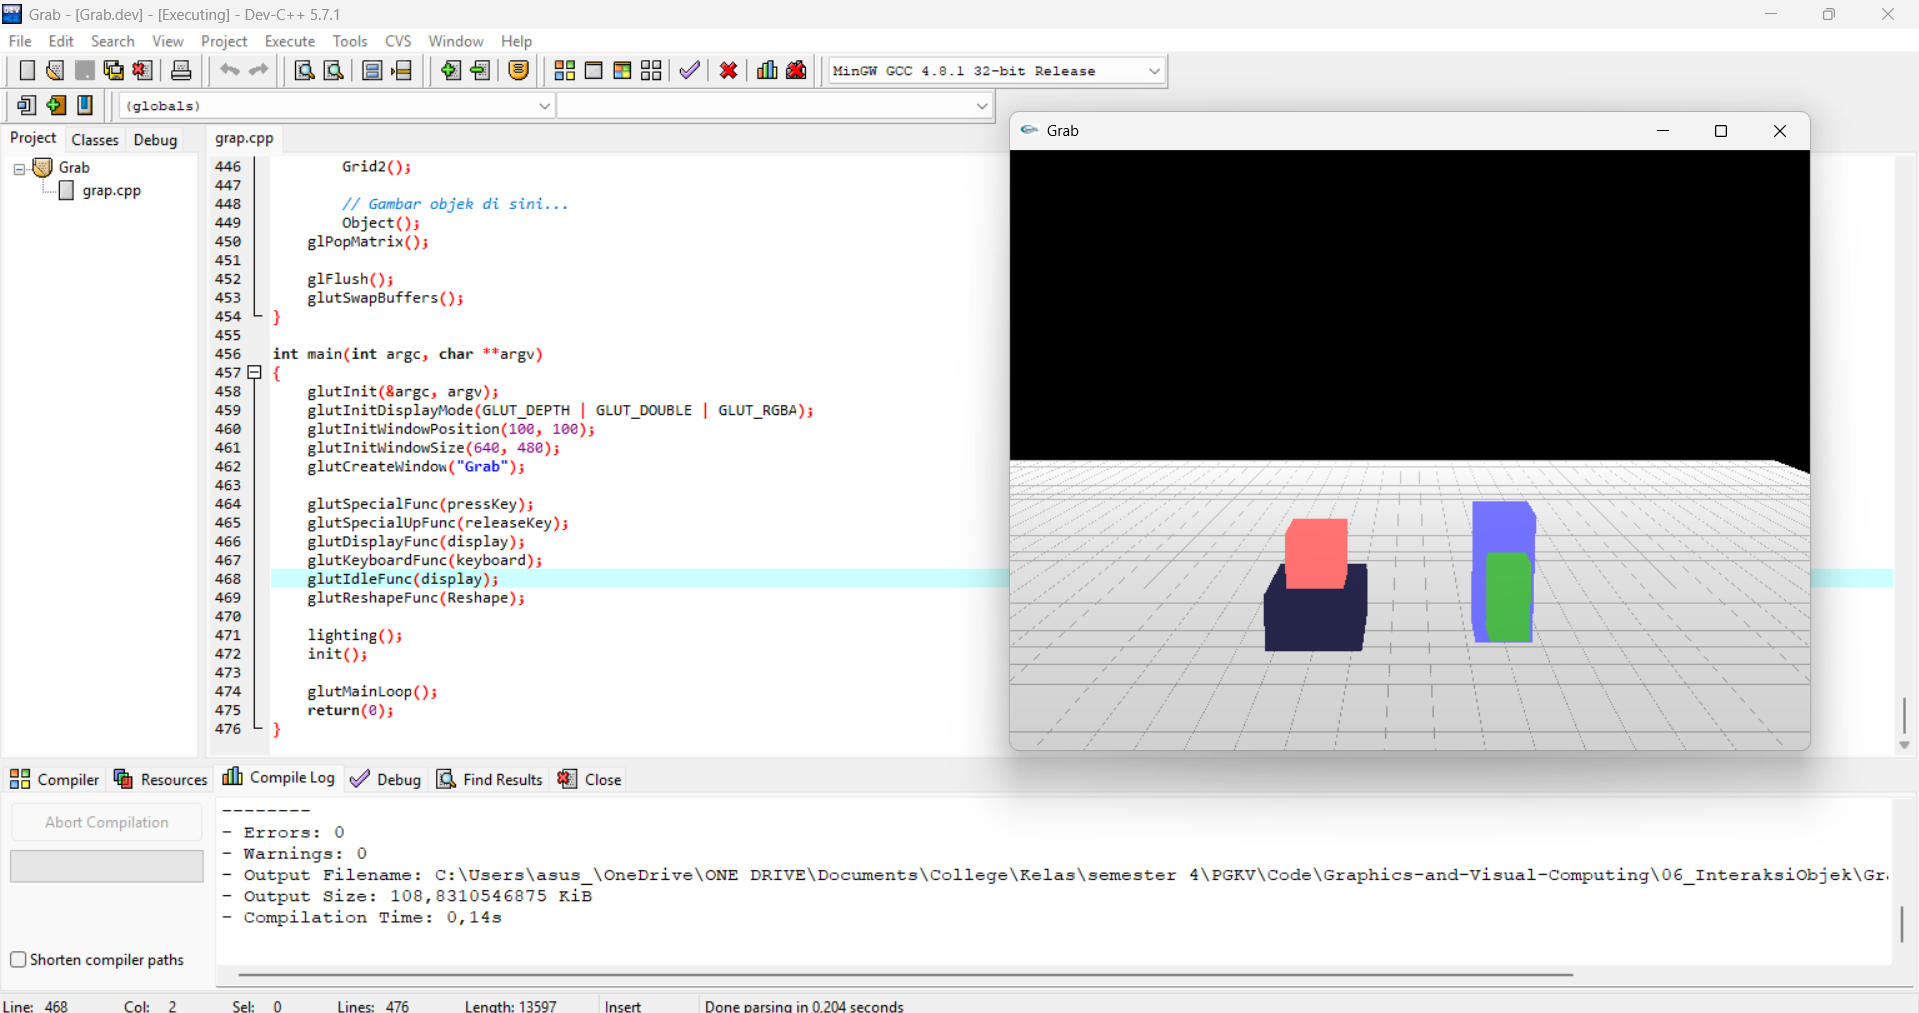 Grab - [Grab.dev] - [Executing] - Dev-C++ 5.7.1
File Edit Search View Project Execute Tools CVS Window Help
MinGW GCC 4.8.1 32-bit Release
(globals)
Project Classes Debug
grap.cpp
Grab
grap.cpp
446 Grid2();
447
448 // Gambar objek di sini...
449 Object();
450 glPopMatrix();
451
452 glFlush();
453 glutSwapBuffers();
454 }
455
456 int main(int argc, char **argv)
457 {
458 glutInit(&argc, argv);
459 glutInitDisplayMode(GLUT_DEPTH | GLUT_DOUBLE | GLUT_RGBA);
460 glutInitWindowPosition(100, 100);
461 glutInitWindowSize(640, 480);
462 glutCreateWindow("Grab");
463
464 glutSpecialFunc(pressKey);
465 glutSpecialUpFunc(releaseKey);
466 glutDisplayFunc(display);
467 glutKeyboardFunc(keyboard);
468 glutIdleFunc(display);
469 glutReshapeFunc(Reshape);
470
471 lighting();
472 init();
473
474 glutMainLoop();
475 return(0);
476 }
Grab
Compiler Resources Compile Log Debug Find Results Close
Abort Compilation
Shorten compiler paths
--------
- Errors: 0
- Warnings: 0
- Output Filename: C:\Users\asus_\OneDrive\ONE DRIVE\Documents\College\Kelas\semester 4\PGKV\Code\Graphics-and-Visual-Computing\06_InteraksiObjek\Gr
- Output Size: 108,8310546875 KiB
- Compilation Time: 0,14s
Line: 468 Col: 2 Sel: 0 Lines: 476 Length: 13597 Insert Done parsing in 0.204 seconds